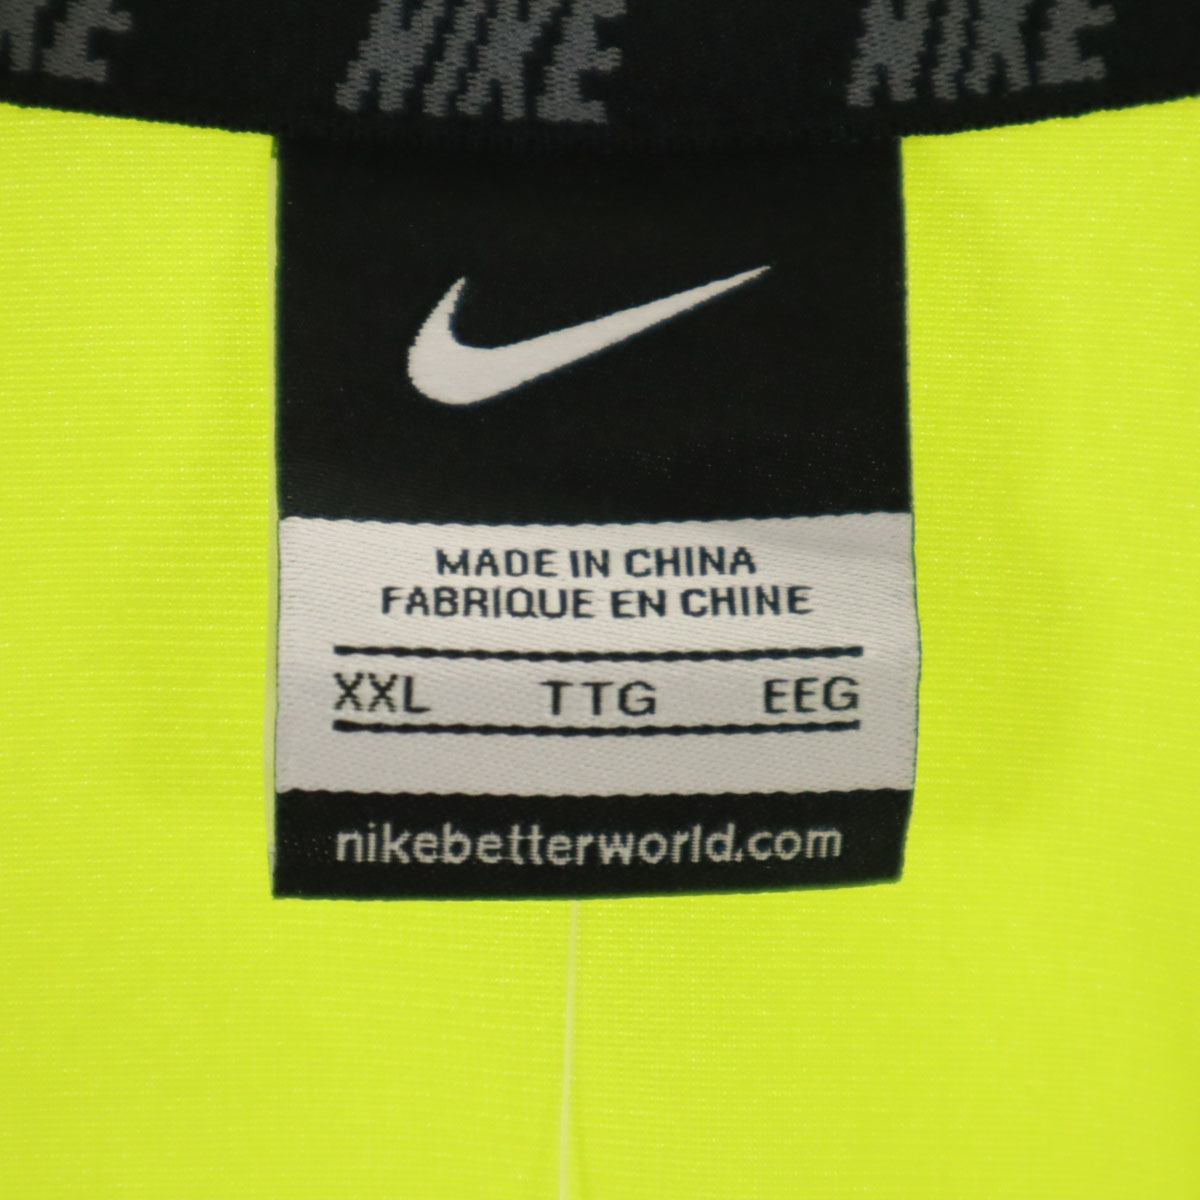 NIKE NIKE
MADE IN CHINA
FABRIQUE EN CHINE
XXL TTG EEG
nikebetterworld.com